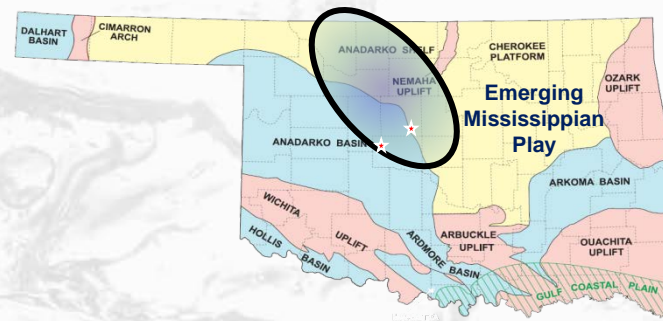 DALHART
BASIN
CIMARRON
ARCH
ANADARKO SHELF
NEMAHA
UPLIFT
CHEROKEE
PLATFORM
OZARK
UPLIFT
Emerging
Mississippian
Play
ANADARKO BASIN
ARKOMA BASIN
WICHITA
UPLIFT
HOLLIS
BASIN
ARDMORE
BASIN
ARBUCKLE
UPLIFT
OUACHITA
UPLIFT
GULF COASTAL PLAIN